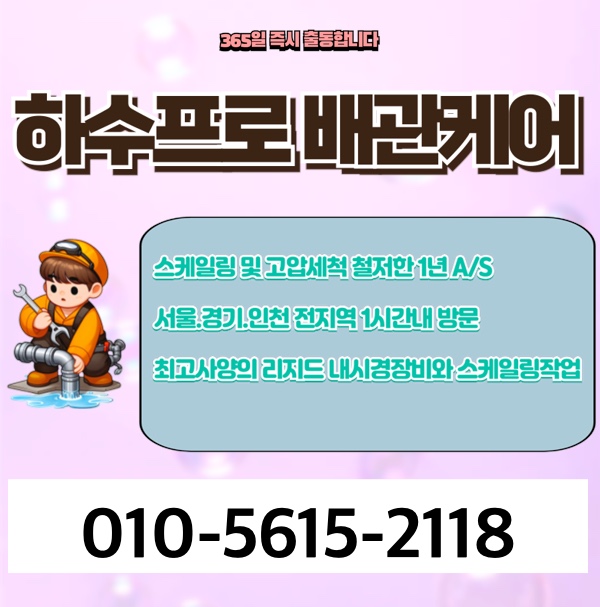 365일 즉시 출동합니다
하수프로 배관케어
스케일링 및 고압세척 철저한 1년 A/S
서울.경기.인천 전지역 1시간내 방문
최고사양의 리지드 내시경장비와 스케일링작업
010-5615-2118